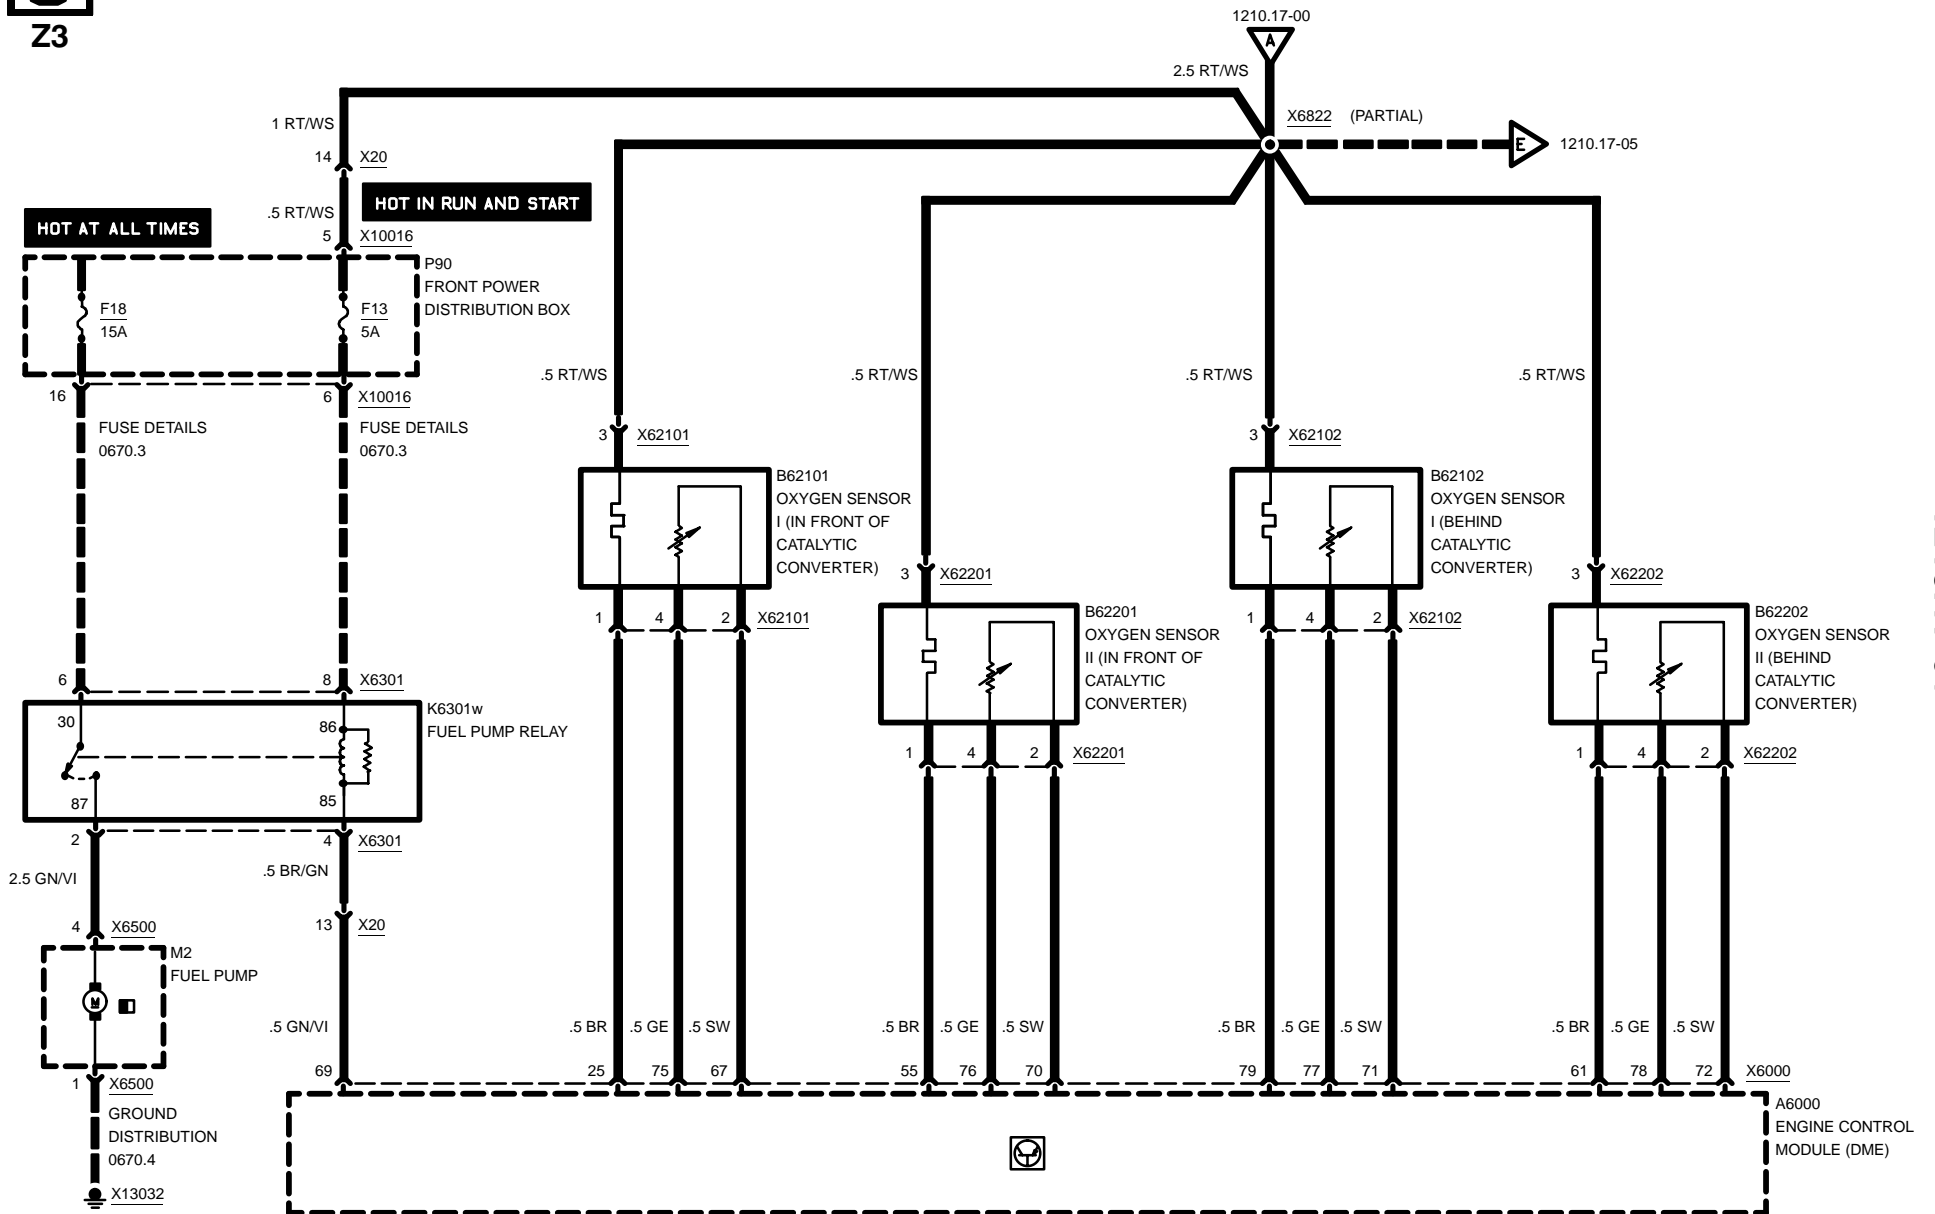 Z3
1210.17-00
A
2.5 RT/WS
X6822 (PARTIAL)
E
1210.17-05
1 RT/WS
14 X20
HOT IN RUN AND START
.5 RT/WS
5 X10016
HOT AT ALL TIMES
P90
FRONT POWER
DISTRIBUTION BOX
F18
15A
F13
5A
16
6 X10016
FUSE DETAILS
0670.3
FUSE DETAILS
0670.3
.5 RT/WS
.5 RT/WS
.5 RT/WS
.5 RT/WS
3 X62101
B62101
OXYGEN SENSOR
I (IN FRONT OF
CATALYTIC
CONVERTER)
1 4 2 X62101
3 X62201
B62201
OXYGEN SENSOR
II (IN FRONT OF
CATALYTIC
CONVERTER)
1 4 2 X62201
3 X62102
B62102
OXYGEN SENSOR
I (BEHIND
CATALYTIC
CONVERTER)
1 4 2 X62102
3 X62202
B62202
OXYGEN SENSOR
II (BEHIND
CATALYTIC
CONVERTER)
1 4 2 X62202
6
8 X6301
K6301w
FUEL PUMP RELAY
30
86
87
85
2
4 X6301
2.5 GN/VI
.5 BR/GN
4 X6500
13 X20
M2
FUEL PUMP
M
.5 GN/VI
.5 BR .5 GE .5 SW
.5 BR .5 GE .5 SW
.5 BR .5 GE .5 SW
.5 BR .5 GE .5 SW
69 25 75 67 55 76 70 79 77 71 61 78 72 X6000
1 X6500
GROUND
DISTRIBUTION
0670.4
X13032
A6000
ENGINE CONTROL
MODULE (DME)